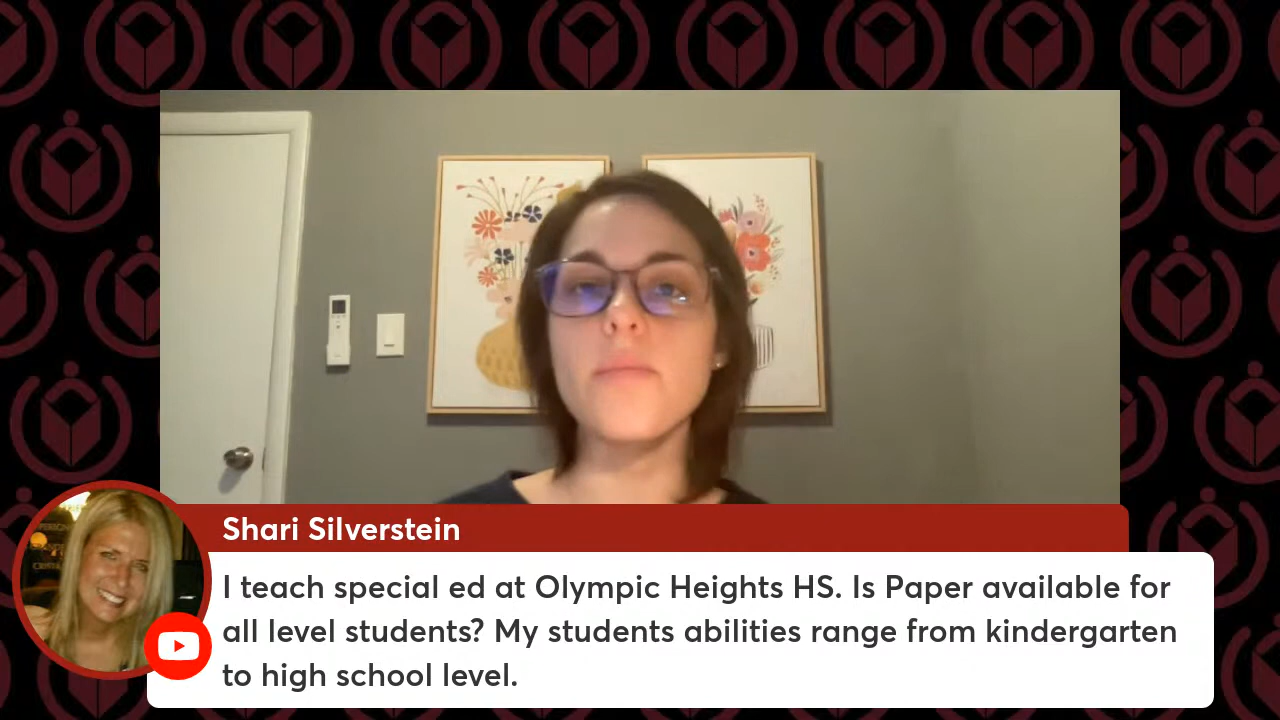 Shari Silverstein
I teach special ed at Olympic Heights HS. Is Paper available for
all level students? My students abilities range from kindergarten
to high school level.